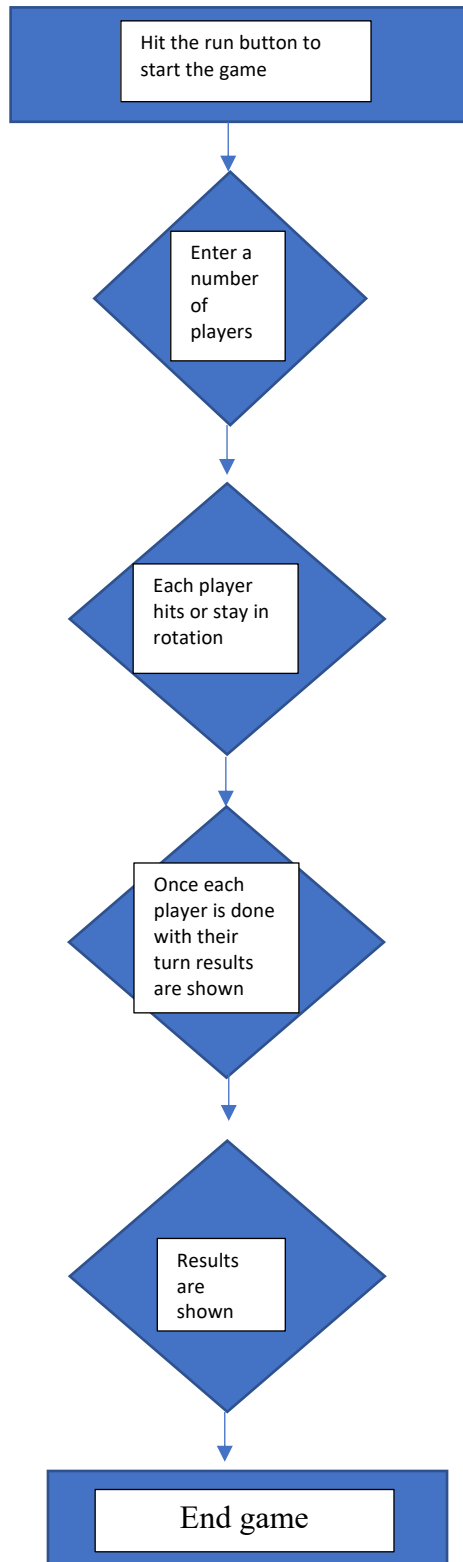 Hit the run button to
start the game
Enter a
number
of
players
Each player
hits or stay in
rotation
Once each
player is done
with their
turn results
are shown
Results
are
shown
End game